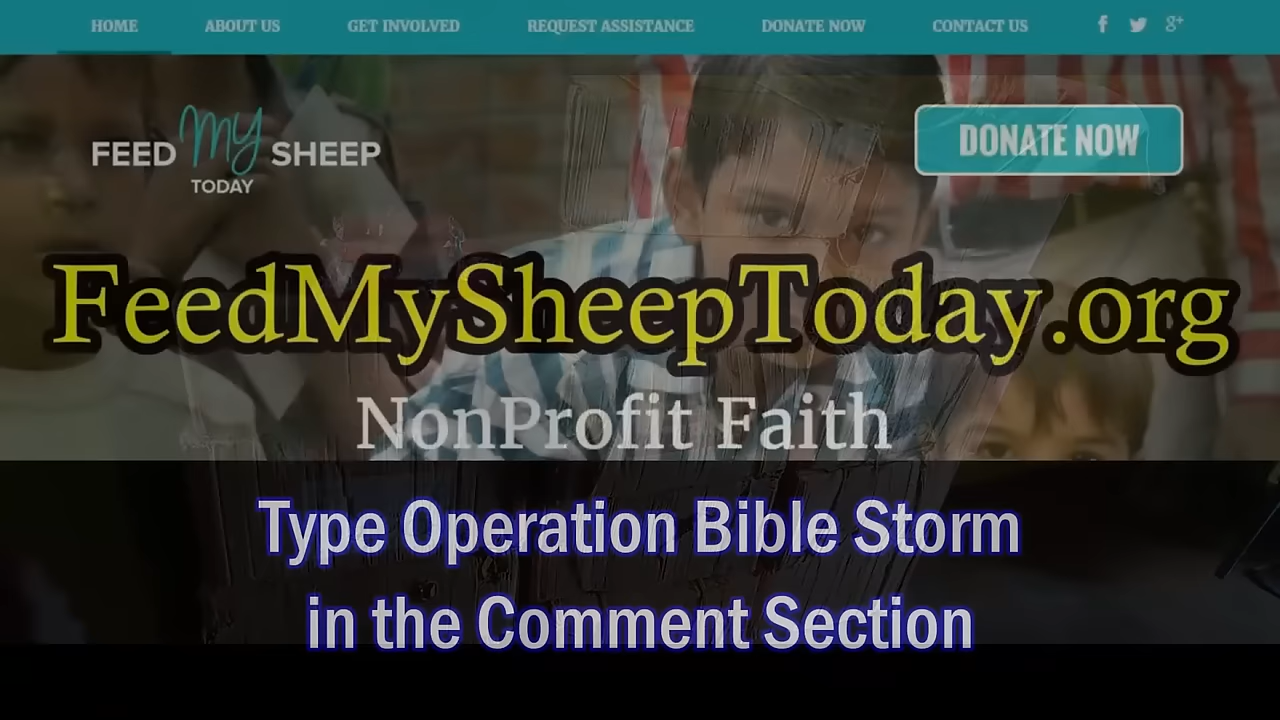 HOME ABOUT US GET INVOLVED REQUEST ASSISTANCE DONATE NOW CONTACT US f g+
FEED my SHEEP
TODAY
DONATE NOW
FeedMySheepToday.org
NonProfit Faith
Type Operation Bible Storm
in the Comment Section